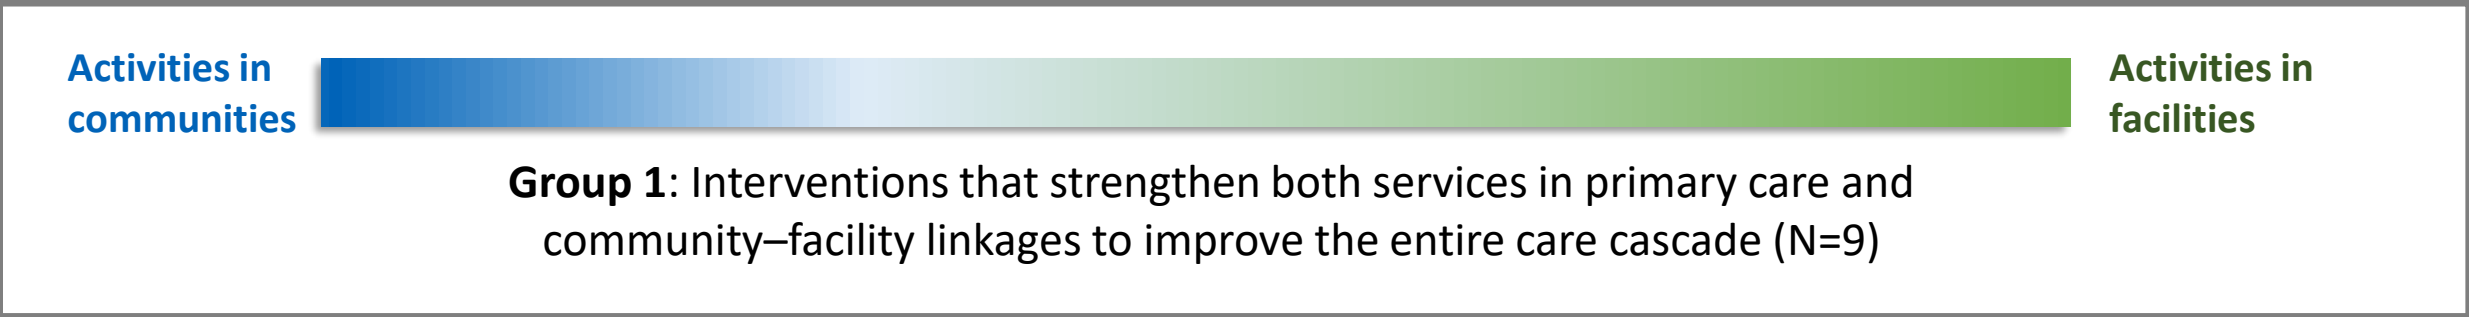 Activities in
communities
Activities in
facilities
Group 1: Interventions that strengthen both services in primary care and
community–facility linkages to improve the entire care cascade (N=9)